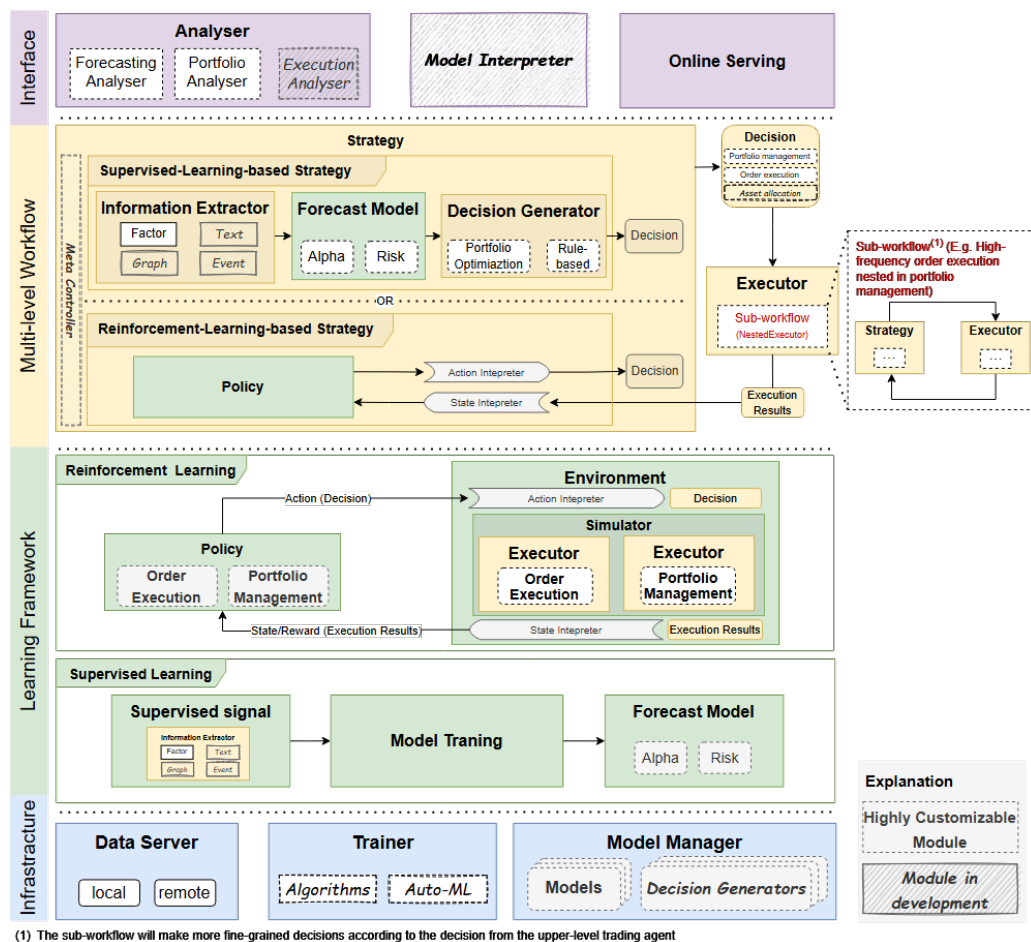 Interface
Analyser
Forecasting
Analyser
Portfolio
Analyser
Execution
Analyser
Model Interpreter
Online Serving
Multi-level Workflow
Strategy
Meta Controller
Supervised-Learning-based Strategy
Information Extractor
Factor
Text
Graph
Event
Forecast Model
Alpha
Risk
Decision Generator
Portfolio
Optimiaztion
Rule-
based
Decision
OR
Reinforcement-Learning-based Strategy
Policy
Action Intepreter
State Intepreter
Decision
Decision
Portfolio management
Order execution
Asset allocation
Executor
Sub-workflow
(NestedExecutor)
Execution
Results
Sub-workflow(1) (E.g. High-
frequency order execution
nested in portfolio
management)
Strategy
...
Executor
...
Learning Framework
Reinforcement Learning
Action (Decision)
Policy
Order
Execution
Portfolio
Management
State/Reward (Execution Results)
Environment
Action Intepreter
Decision
Simulator
Executor
Order
Execution
Executor
Portfolio
Management
State Intepreter
Execution Results
Supervised Learning
Supervised signal
Information Extractor
Factor
Text
Graph
Event
Model Traning
Forecast Model
Alpha
Risk
Infrastracture
Data Server
local
remote
Trainer
Algorithms
Auto-ML
Model Manager
Models
Decision Generators
Explanation
Highly Customizable
Module
Module in
development
(1) The sub-workflow will make more fine-grained decisions according to the decision from the upper-level trading agent